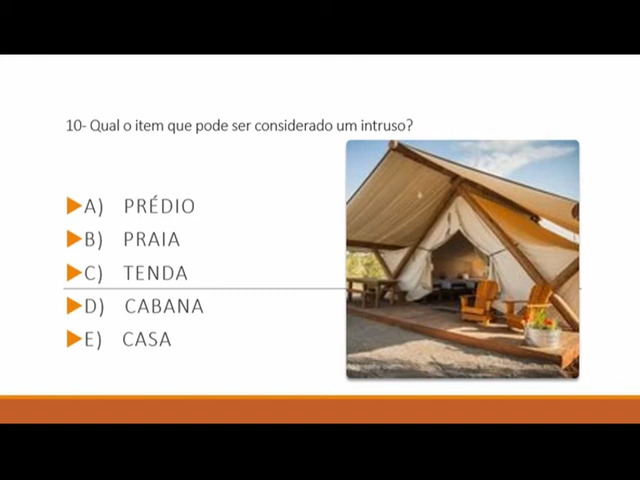 10- Qual o item que pode ser considerado um intruso?
A) PRÉDIO
B) PRAIA
C) TENDA
D) CABANA
E) CASA